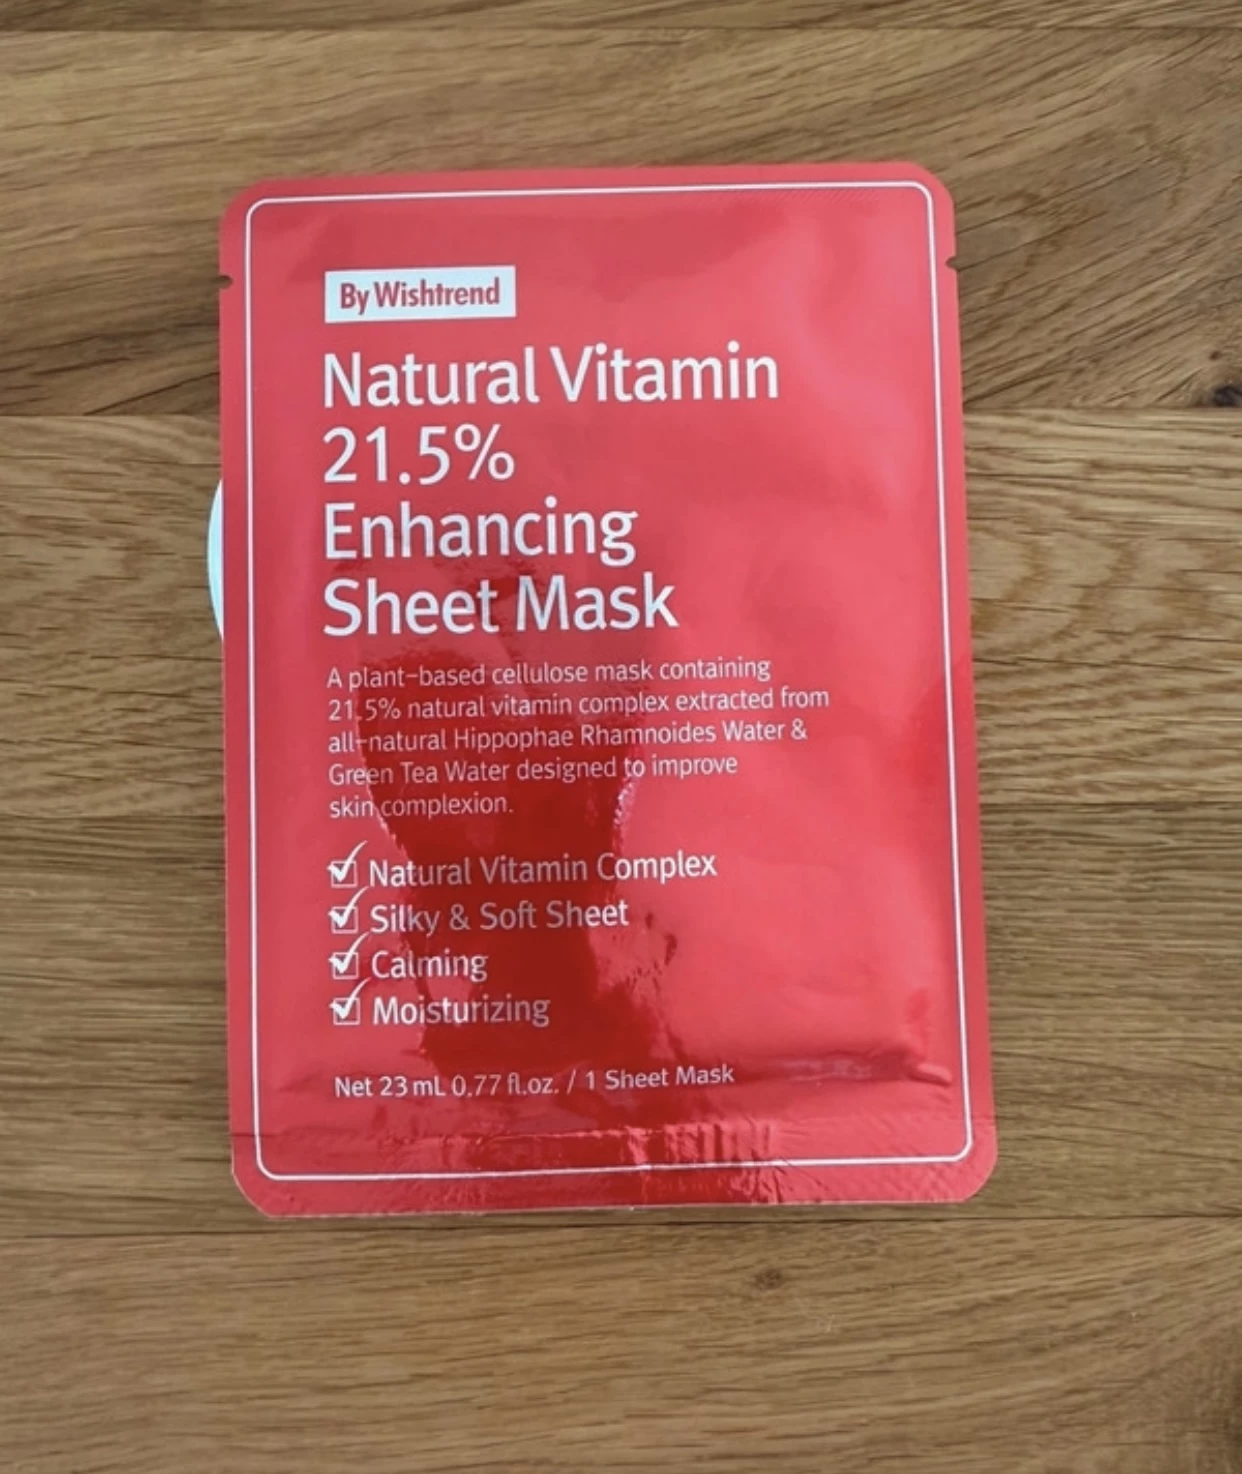 By Wishtrend
Natural Vitamin
21.5%
Enhancing
Sheet Mask
A plant-based cellulose mask containing
21.5% natural vitamin complex extracted from
all-natural Hippophae Rhamnoides Water &
Green Tea Water designed to improve
skin complexion.
Natural Vitamin Complex
Silky & Soft Sheet
Calming
Moisturizing
Net 23 mL 0.77 fl.oz. / 1 Sheet Mask